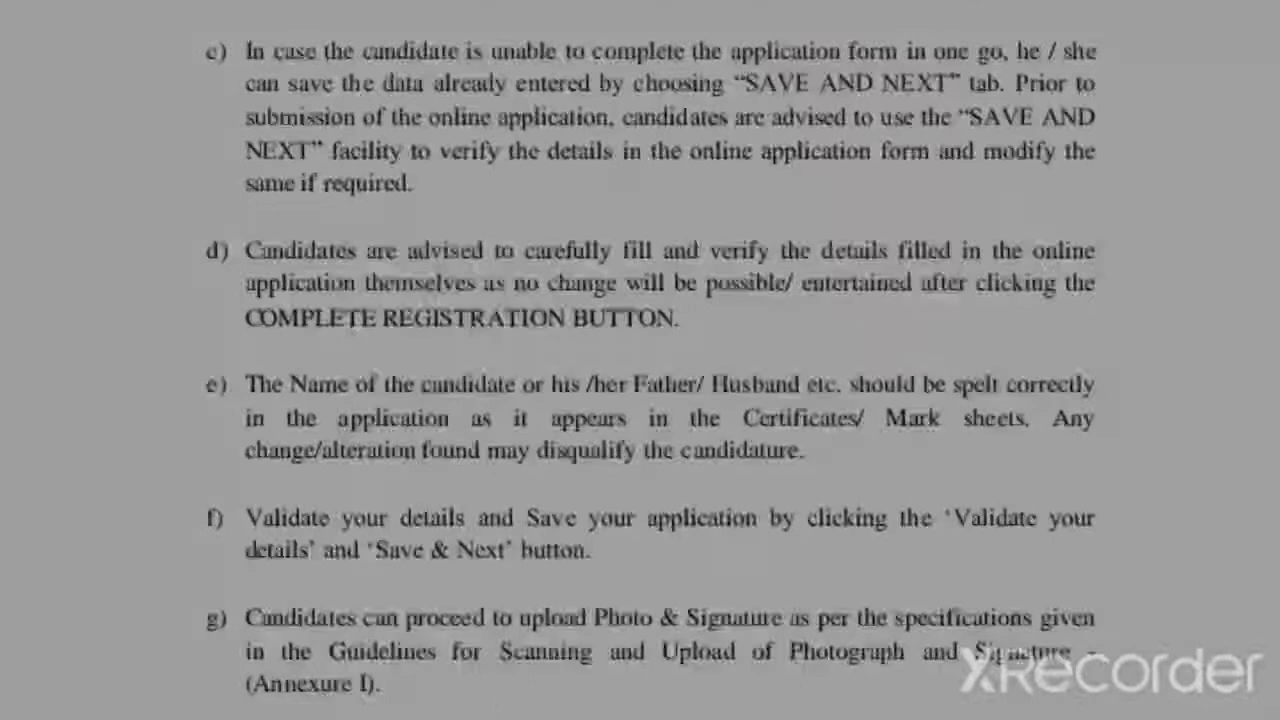 c) In case the candidate is unable to complete the application form in one go, he / she
can save the data already entered by choosing “SAVE AND NEXT” tab. Prior to
submission of the online application, candidates are advised to use the “SAVE AND
NEXT” facility to verify the details in the online application form and modify the
same if required.
d) Candidates are advised to carefully fill and verify the details filled in the online
application themselves as no change will be possible/ entertained after clicking the
COMPLETE REGISTRATION BUTTON.
e) The Name of the candidate or his /her Father/ Husband etc. should be spelt correctly
in the application as it appears in the Certificates/ Mark sheets. Any
change/alteration found may disqualify the candidature.
f) Validate your details and Save your application by clicking the ‘Validate your
details’ and ‘Save & Next’ button.
g) Candidates can proceed to upload Photo & Signature as per the specifications given
in the Guidelines for Scanning and Upload of Photograph and Signature -
(Annexure I).
XRecorder